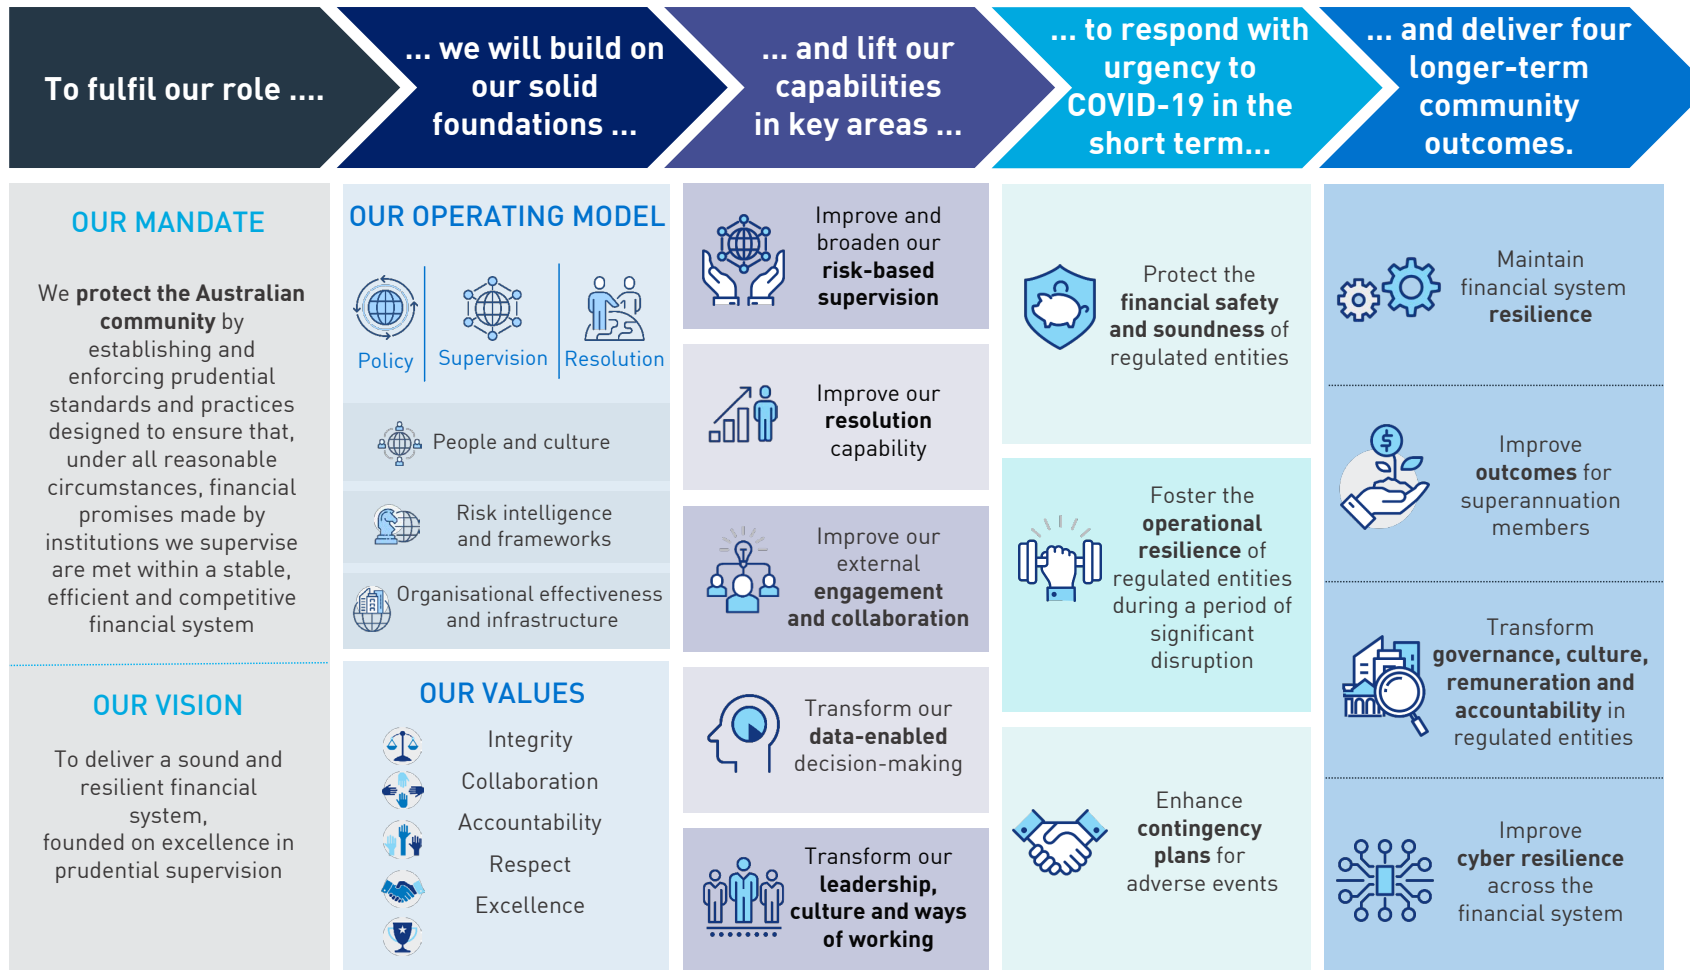 To fulfil our role ....
... we will build on
our solid
foundations ...
... and lift our
capabilities
in key areas ...
... to respond with
urgency to
COVID-19 in the
short term...
... and deliver four
longer-term
community
outcomes.
OUR MANDATE
We protect the Australian
community by
establishing and
enforcing prudential
standards and practices
designed to ensure that,
under all reasonable
circumstances, financial
promises made by
institutions we supervise
are met within a stable,
efficient and competitive
financial system
OUR VISION
To deliver a sound and
resilient financial
system,
founded on excellence in
prudential supervision
OUR OPERATING MODEL
Policy
Supervision
Resolution
People and culture
Risk intelligence
and frameworks
Organisational effectiveness
and infrastructure
OUR VALUES
Integrity
Collaboration
Accountability
Respect
Excellence
Improve and
broaden our
risk-based
supervision
Improve our
resolution
capability
Improve our
external
engagement
and collaboration
Transform our
data-enabled
decision-making
Transform our
leadership,
culture and ways
of working
Protect the
financial safety
and soundness of
regulated entities
Foster the
operational
resilience of
regulated entities
during a period of
significant
disruption
Enhance
contingency
plans for
adverse events
Maintain
financial system
resilience
$
Improve
outcomes for
superannuation
members
Transform
governance, culture,
remuneration and
accountability in
regulated entities
Improve
cyber resilience
across the
financial system